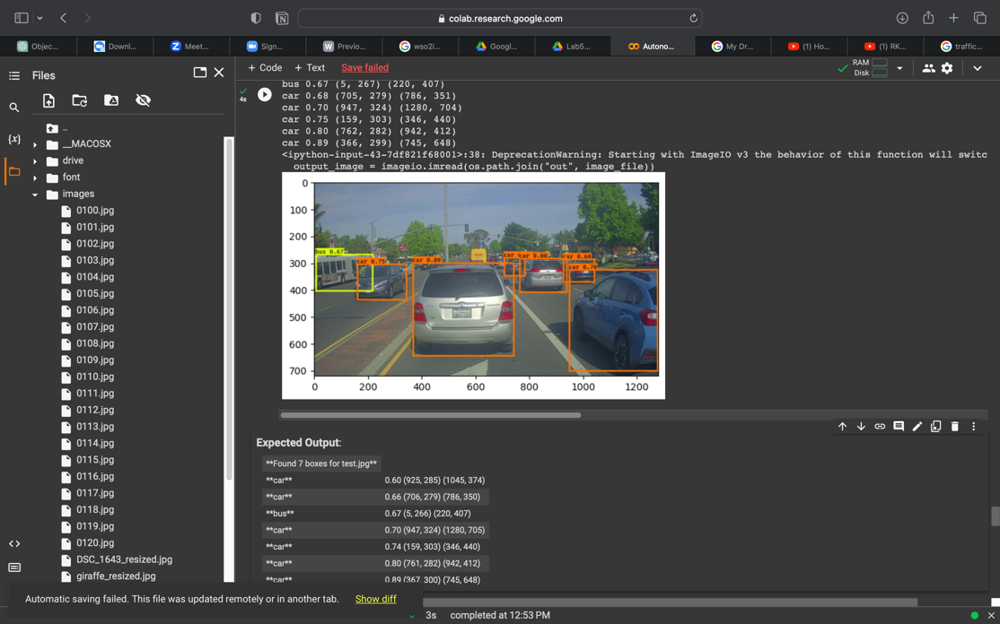 colab.research.google.com
Objec...
Downl...
Meet...
Sign...
Previo...
wso2i...
Googl...
Lab5...
Autono...
My Dr...
(1) Ho...
(1) RK...
traffic...
Files
+ Code + Text Save failed
RAM
Disk
..
__MACOSX
drive
font
images
0100.jpg
0101.jpg
0102.jpg
0103.jpg
0104.jpg
0105.jpg
0106.jpg
0107.jpg
0108.jpg
0109.jpg
0110.jpg
0111.jpg
0112.jpg
0113.jpg
0114.jpg
0115.jpg
0116.jpg
0117.jpg
0118.jpg
0119.jpg
0120.jpg
DSC_1643_resized.jpg
giraffe_resized.jpg
{x}
4s
bus 0.67 (5, 267) (220, 407)
car 0.68 (705, 279) (786, 351)
car 0.70 (947, 324) (1280, 704)
car 0.75 (159, 303) (346, 440)
car 0.80 (762, 282) (942, 412)
car 0.89 (366, 299) (745, 648)
<ipython-input-43-7df821f68001>:38: DeprecationWarning: Starting with ImageIO v3 the behavior of this function will switc
output_image = imageio.imread(os.path.join("out", image_file))
0
100
200
300
400
500
600
700
bus 0.67
car 0.75
car 0.89
car
car 0.80
car 0.60
car 0.70
0 200 400 600 800 1000 1200
Expected Output:
**Found 7 boxes for test.jpg**
**car** 0.60 (925, 285) (1045, 374)
**car** 0.66 (706, 279) (786, 350)
**bus** 0.67 (5, 266) (220, 407)
**car** 0.70 (947, 324) (1280, 705)
**car** 0.74 (159, 303) (346, 440)
**car** 0.80 (761, 282) (942, 412)
**car** 0.89 (367, 300) (745, 648)
Automatic saving failed. This file was updated remotely or in another tab. Show diff
3s completed at 12:53 PM